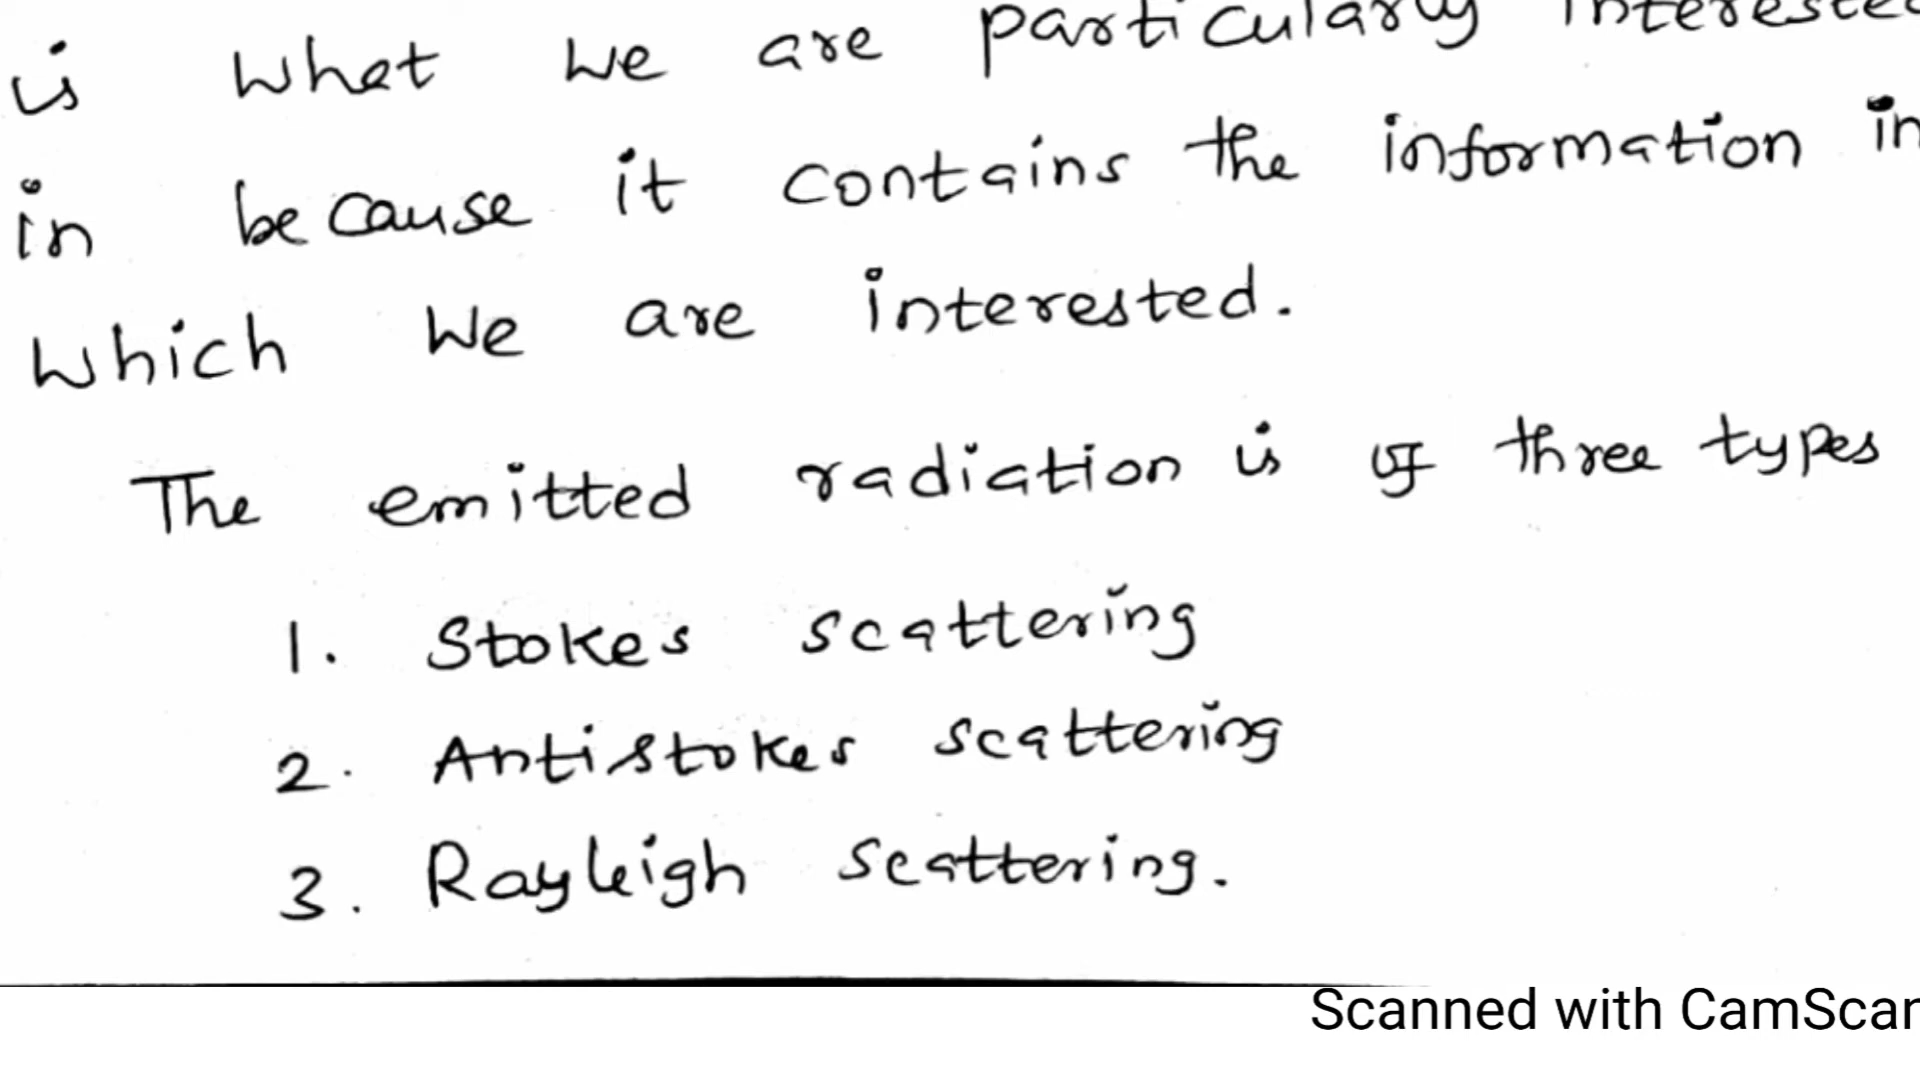 is what we are particularly interested
in because it contains the information in
which we are interested.
The emitted radiation is of three types
1. Stokes scattering
2. Antistokes scattering
3. Rayleigh scattering.
Scanned with CamScan